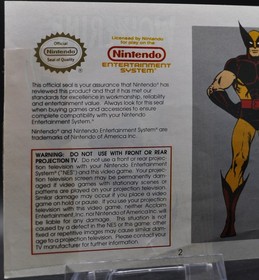 Official
Nintendo
Seal of Quality
Licensed by Nintendo
for play on the
Nintendo
ENTERTAINMENT
SYSTEM
This official seal is your assurance that Nintendo® has
reviewed this product and that it has met our
standards for excellence in workmanship, reliability
and entertainment value. Always look for this seal
when buying games and accessories to ensure
complete compatibility with your Nintendo
Entertainment System.®
Nintendo® and Nintendo Entertainment System® are
trademarks of Nintendo of America Inc.
WARNING: DO NOT USE WITH FRONT OR REAR
PROJECTION TV. Do not use a front or rear projec-
tion television with your Nintendo Entertainment
System® ("NES") and this video game. Your projec-
tion television screen may be permanently dam-
aged if video games with stationary scenes or
patterns are played on your projection television.
Similar damage may occur if you place a video
game on hold or pause. If you use your projection
television with this video game, neither Acclaim
Entertainment, Inc. nor Nintendo of America Inc. will
be liable for any damage. This situation is not
caused by a defect in the NES or the game; other
fixed or repetitive images may cause similar dam-
age to a projection television. Please contact your
TV manufacturer for further information.
2